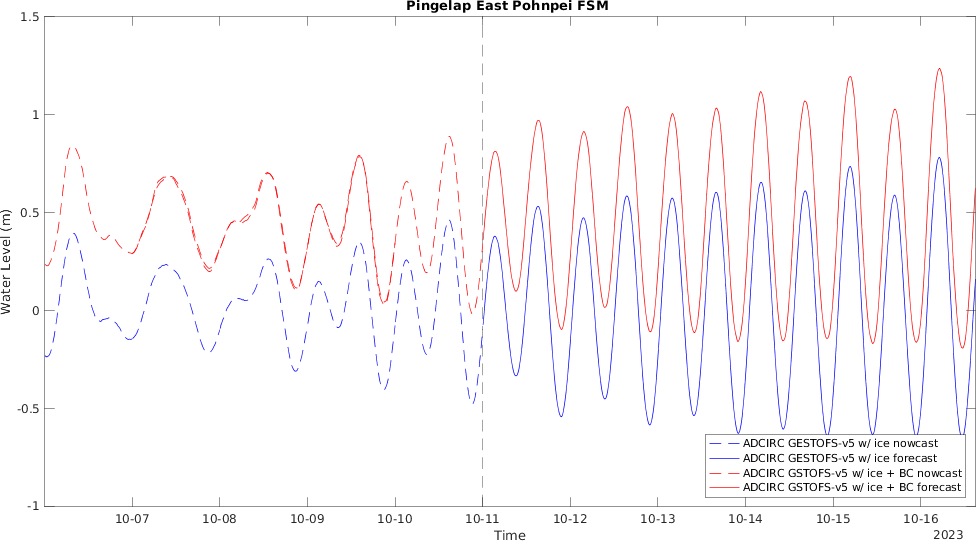 Pingelap East Pohnpei FSM
1.5
1
0.5
0
-0.5
-1
Water Level (m)
10-07 10-08 10-09 10-10 10-11 10-12 10-13 10-14 10-15 10-16
Time
2023
ADCIRC GESTOFS-v5 w/ ice nowcast
ADCIRC GESTOFS-v5 w/ ice forecast
ADCIRC GSTOFS-v5 w/ ice + BC nowcast
ADCIRC GSTOFS-v5 w/ ice + BC forecast